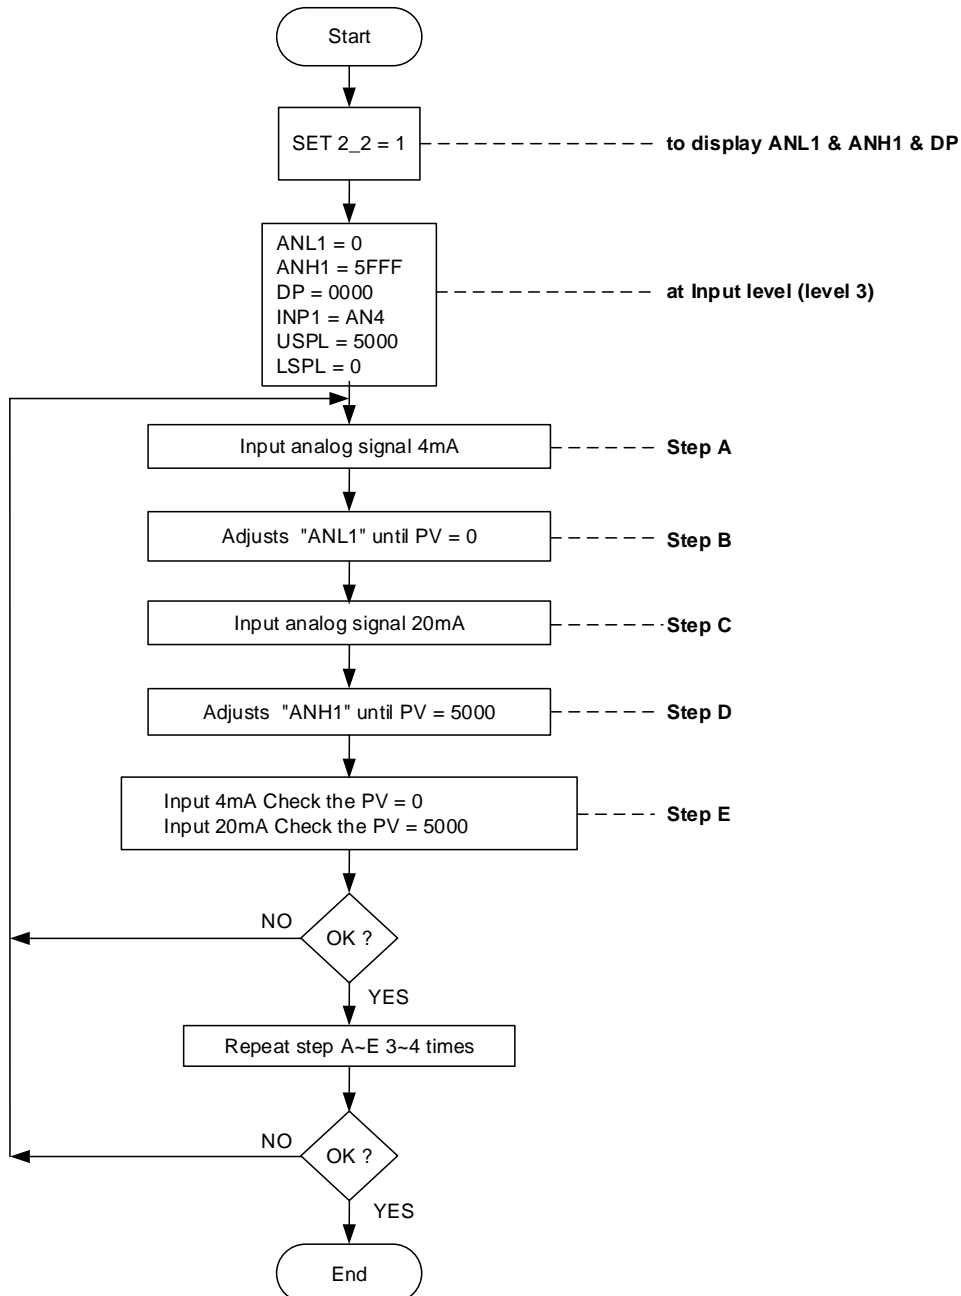 Start
SET 2_2 = 1
to display ANL1 & ANH1 & DP
ANL1 = 0
ANH1 = 5FFF
DP = 0000
INP1 = AN4
USPL = 5000
LSPL = 0
at Input level (level 3)
Input analog signal 4mA
Step A
Adjusts "ANL1" until PV = 0
Step B
Input analog signal 20mA
Step C
Adjusts "ANH1" until PV = 5000
Step D
Input 4mA Check the PV = 0
Input 20mA Check the PV = 5000
Step E
NO
OK ?
YES
Repeat step A~E 3~4 times
NO
OK ?
YES
End